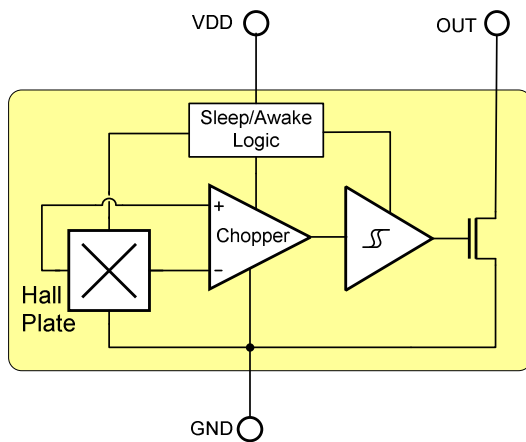 VDD
OUT
Sleep/Awake
Logic
+
Chopper
−
Hall
Plate
GND